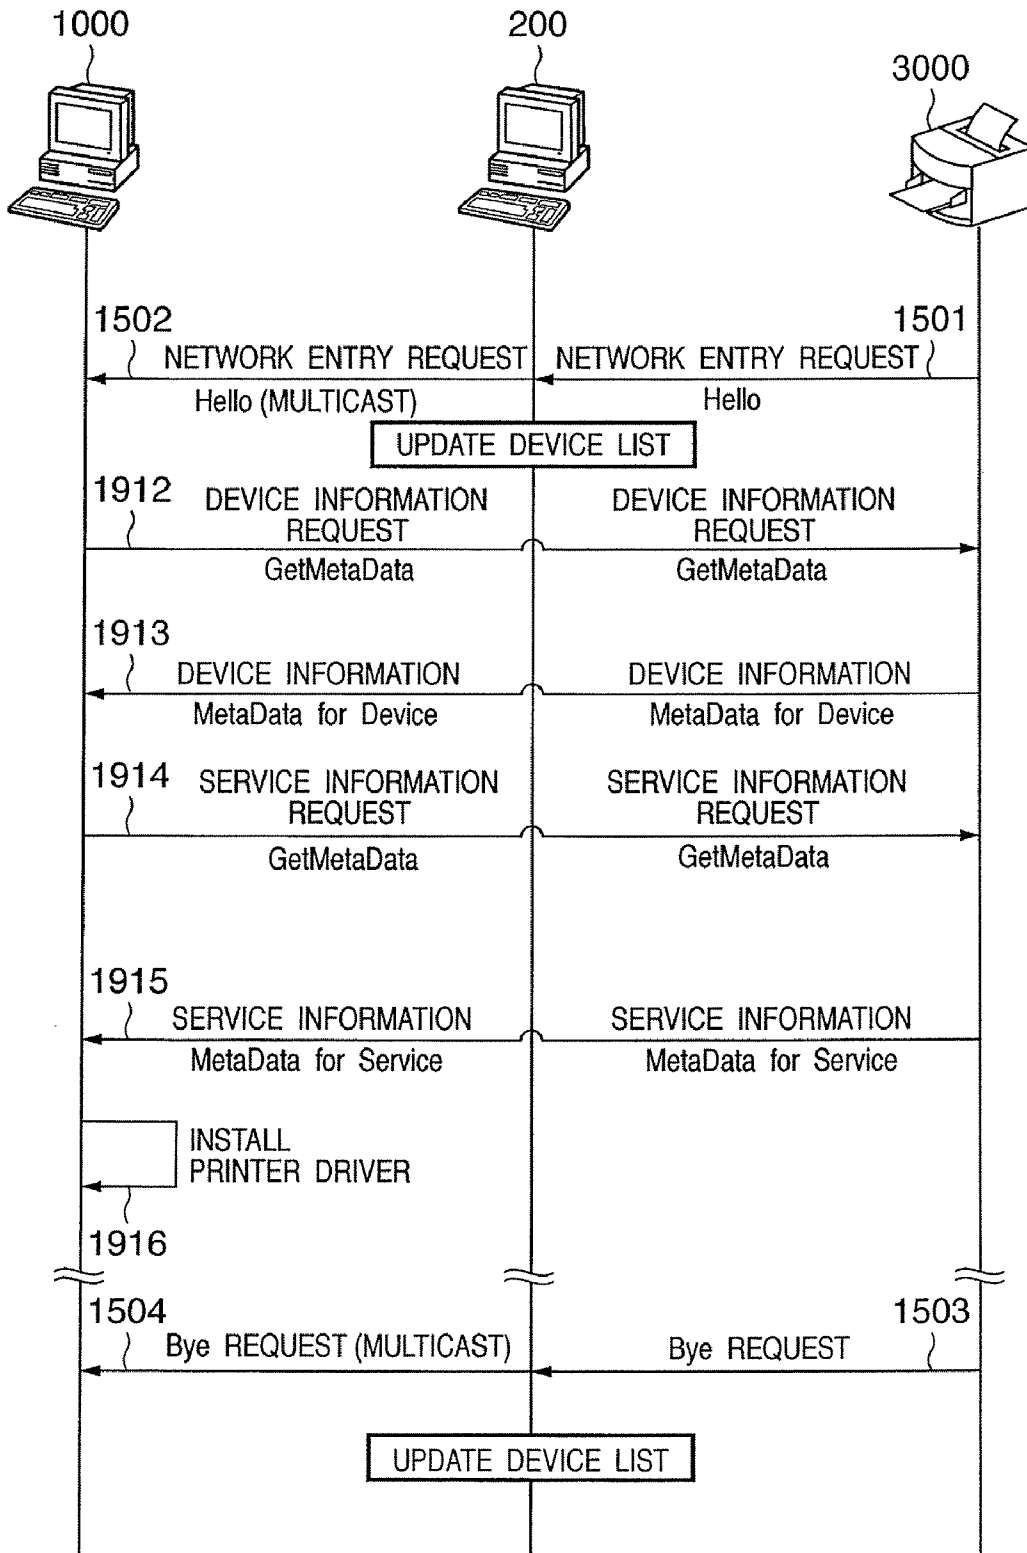 1000
200
3000
1502
1501
NETWORK ENTRY REQUEST
NETWORK ENTRY REQUEST
Hello (MULTICAST)
Hello
UPDATE DEVICE LIST
1912
DEVICE INFORMATION
REQUEST
DEVICE INFORMATION
REQUEST
GetMetaData
GetMetaData
1913
DEVICE INFORMATION
DEVICE INFORMATION
MetaData for Device
MetaData for Device
1914
SERVICE INFORMATION
REQUEST
SERVICE INFORMATION
REQUEST
GetMetaData
GetMetaData
1915
SERVICE INFORMATION
SERVICE INFORMATION
MetaData for Service
MetaData for Service
INSTALL
PRINTER DRIVER
1916
1504
1503
Bye REQUEST (MULTICAST)
Bye REQUEST
UPDATE DEVICE LIST